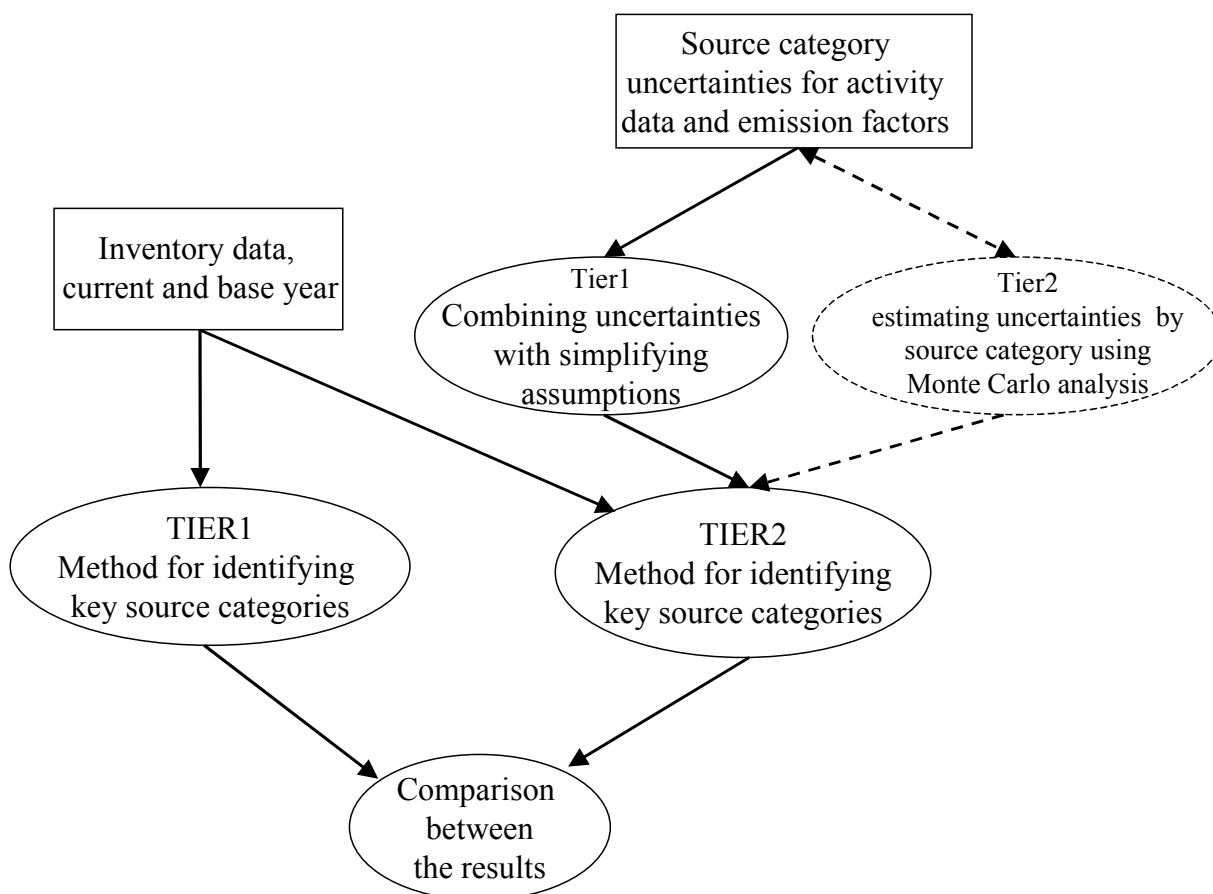 Source category
uncertainties for activity
data and emission factors
Inventory data,
current and base year
Tier1
Combining uncertainties
with simplifying
assumptions
Tier2
estimating uncertainties by
source category using
Monte Carlo analysis
TIER1
Method for identifying
key source categories
TIER2
Method for identifying
key source categories
Comparison
between
the results